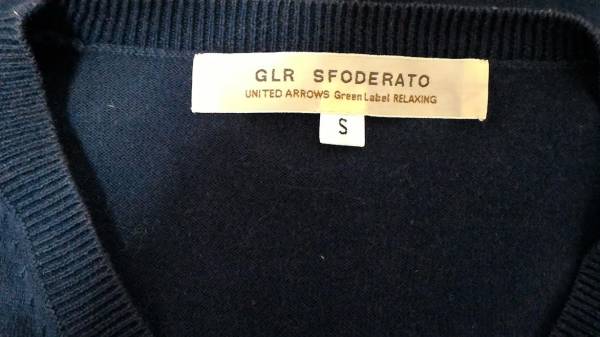 GLR SFODERATO
UNITED ARROWS Green Label RELAXING
S